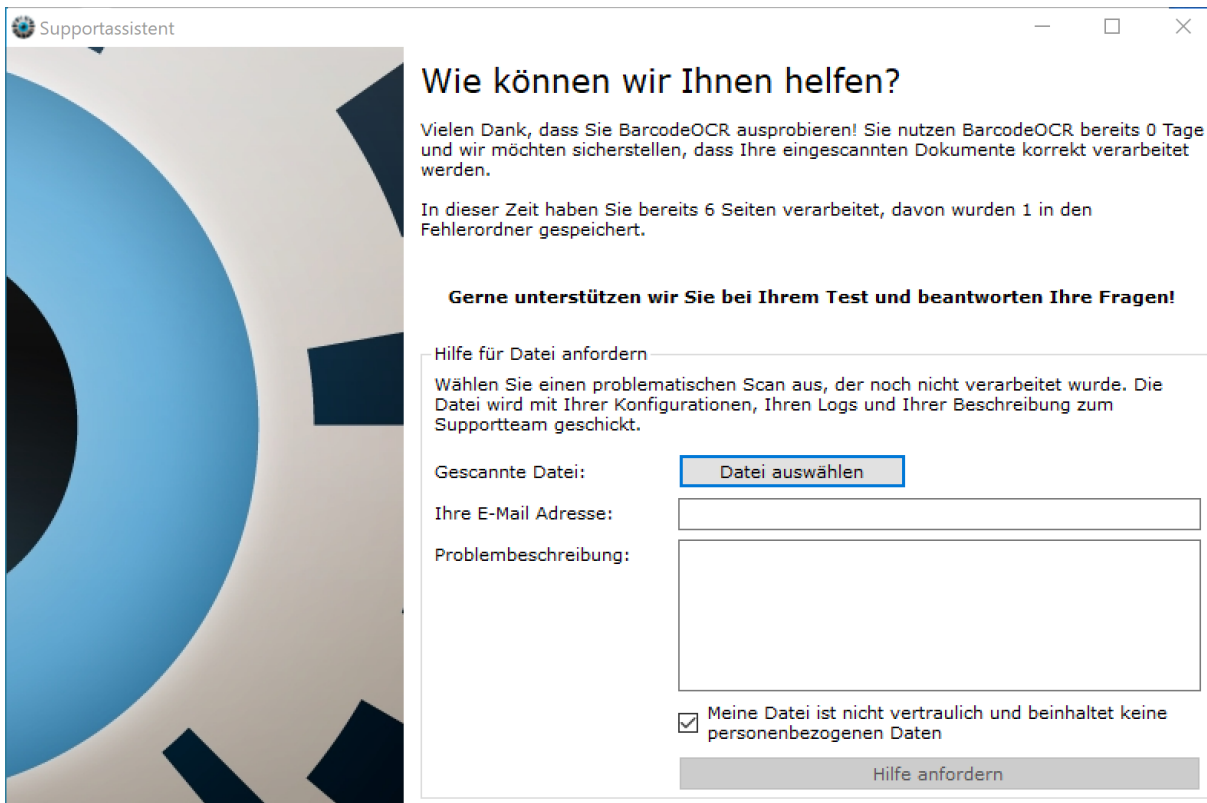 Supportassistent
Wie können wir Ihnen helfen?
Vielen Dank, dass Sie BarcodeOCR ausprobieren! Sie nutzen BarcodeOCR bereits 0 Tage
und wir möchten sicherstellen, dass Ihre eingescannten Dokumente korrekt verarbeitet
werden.
In dieser Zeit haben Sie bereits 6 Seiten verarbeitet, davon wurden 1 in den
Fehlerordner gespeichert.
Gerne unterstützen wir Sie bei Ihrem Test und beantworten Ihre Fragen!
Hilfe für Datei anfordern
Wählen Sie einen problematischen Scan aus, der noch nicht verarbeitet wurde. Die
Datei wird mit Ihrer Konfigurationen, Ihren Logs und Ihrer Beschreibung zum
Supportteam geschickt.
Gescannte Datei:
Datei auswählen
Ihre E-Mail Adresse:
Problembeschreibung:
Meine Datei ist nicht vertraulich und beinhaltet keine
personenbezogenen Daten
Hilfe anfordern